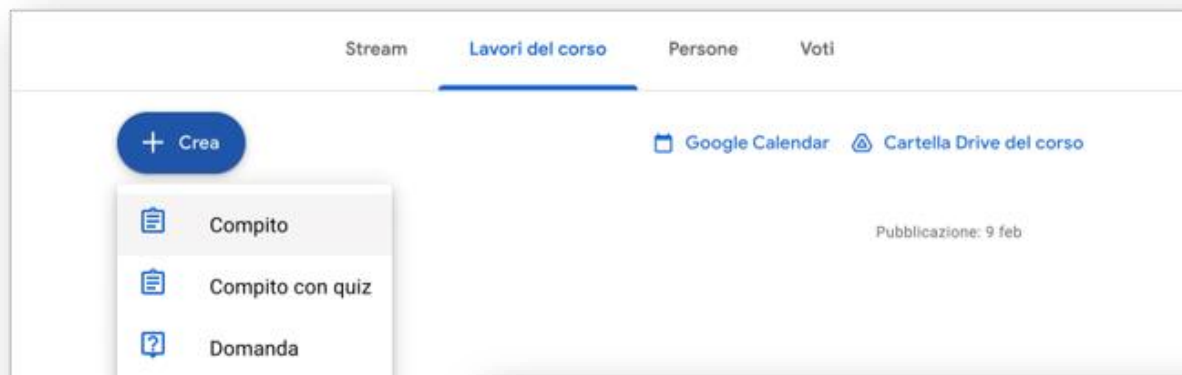 Stream Lavori del corso Persone Voti
+ Crea
Google Calendar Cartella Drive del corso
Compito
Pubblicazione: 9 feb
Compito con quiz
Domanda